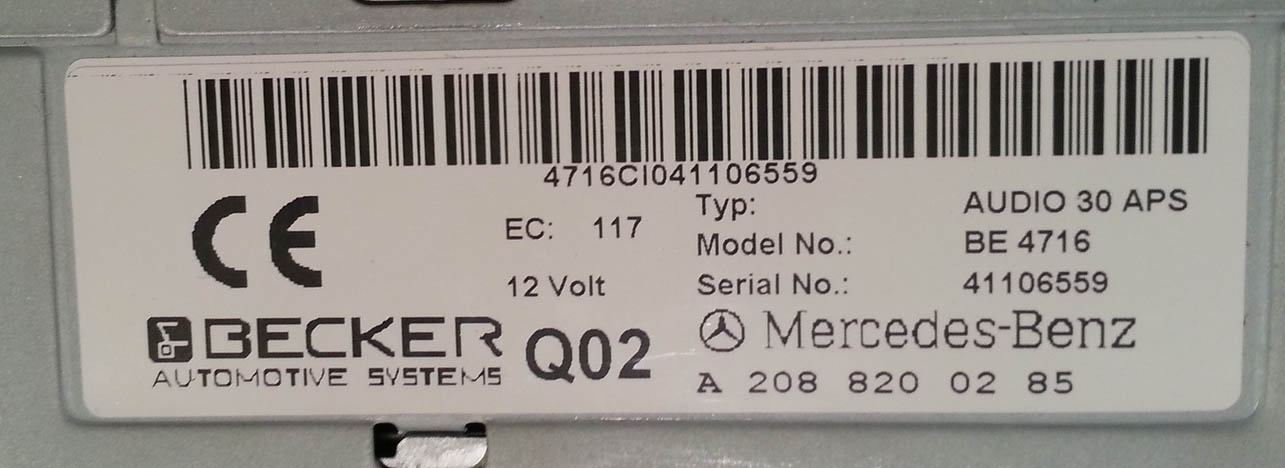 4716CI041106559
CE
EC: 117
12 Volt
Typ: AUDIO 30 APS
Model No.: BE 4716
Serial No.: 41106559
BECKER
AUTOMOTIVE SYSTEMS
Q02
Mercedes-Benz
A 208 820 02 85